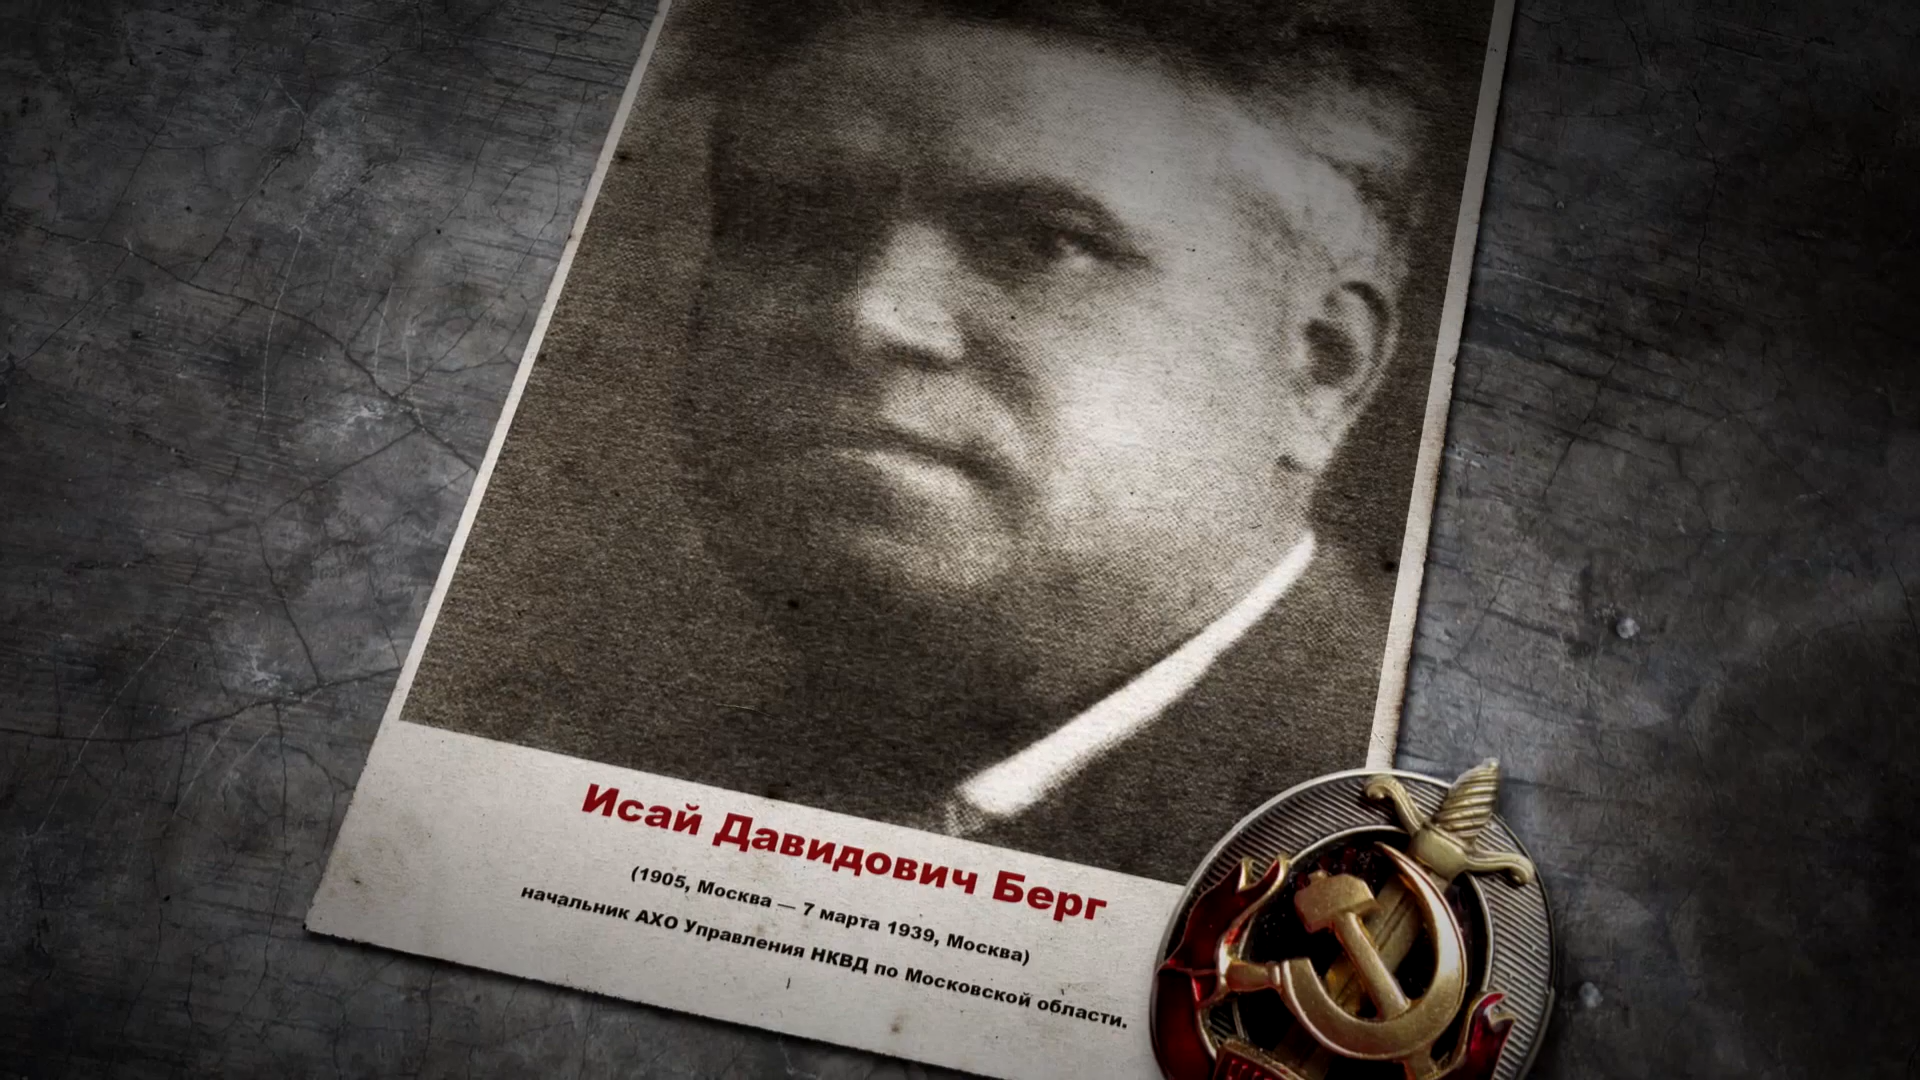 Исай Давидович Берг
(1905, Москва — 7 марта 1939, Москва)
начальник АХО Управления НКВД по Московской области.